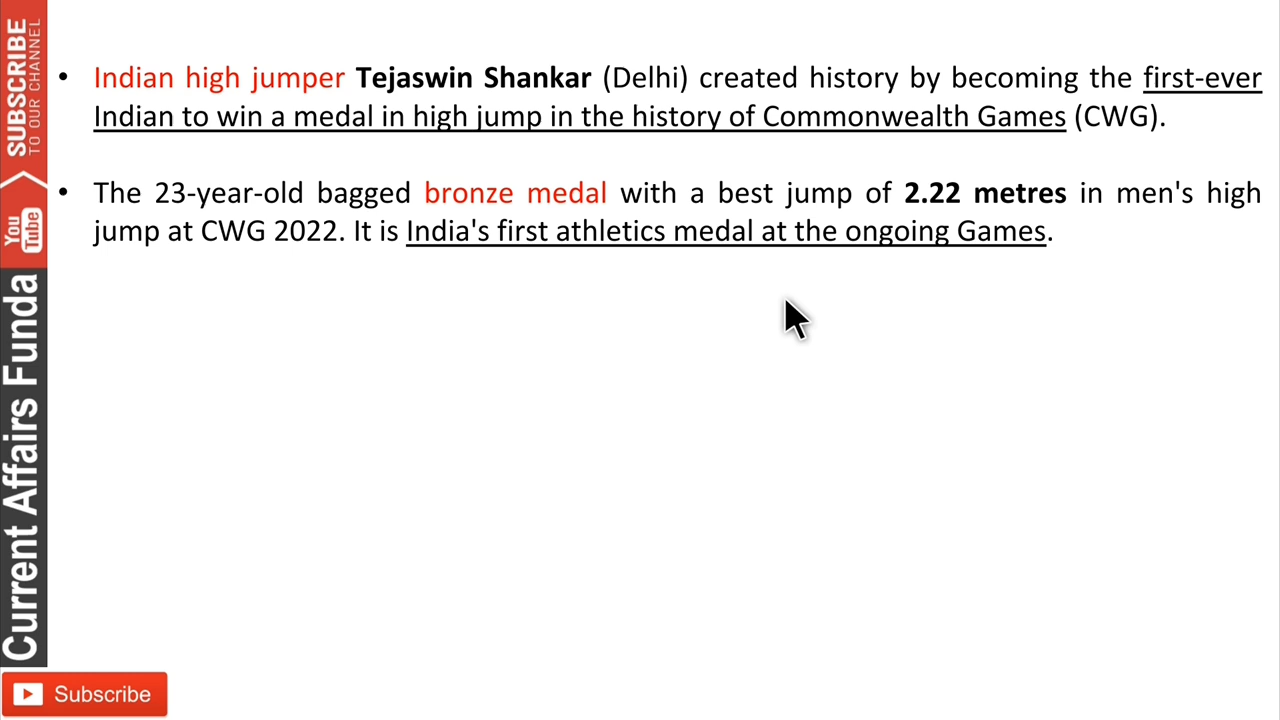 • Indian high jumper Tejaswin Shankar (Delhi) created history by becoming the first-ever
Indian to win a medal in high jump in the history of Commonwealth Games (CWG).
• The 23-year-old bagged bronze medal with a best jump of 2.22 metres in men's high
jump at CWG 2022. It is India's first athletics medal at the ongoing Games.
SUBSCRIBE
TO OUR CHANNEL
You
Tube
Current Affairs Funda
Subscribe